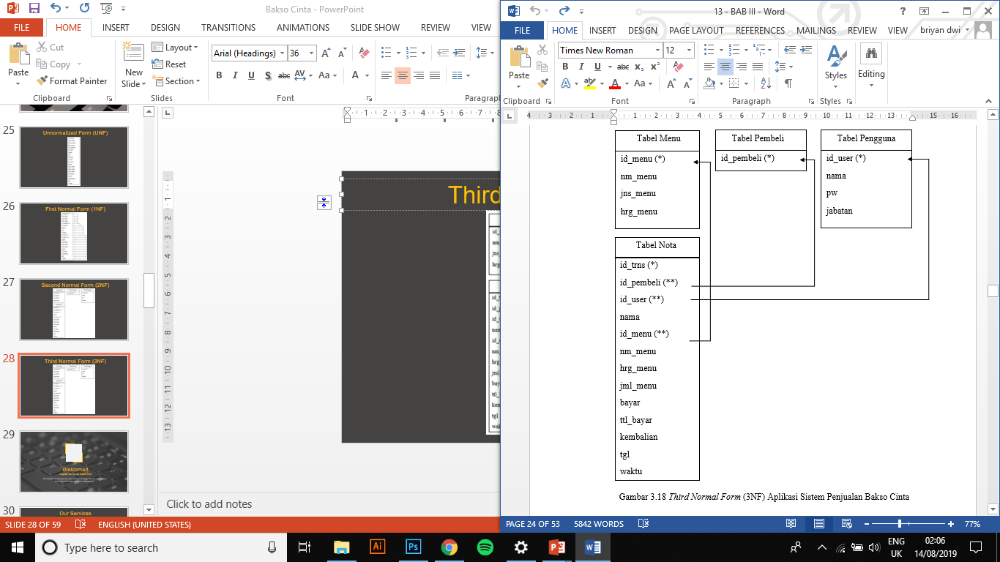 Bakso Cinta - PowerPoint
FILE HOME INSERT DESIGN TRANSITIONS ANIMATIONS SLIDE SHOW REVIEW VIEW
Paste
Cut
Copy
Format Painter
Clipboard
New
Slide
Layout
Reset
Section
Slides
Arial (Headings) 36
B I U S abc AV Aa A
Font
Paragraph
25
Unnormalized Form (UNF)
26
First Normal Form (1NF)
27
Second Normal Form (2NF)
28
Third Normal Form (3NF)
29
Welcome!!
30
Our Services
Third
Click to add notes
SLIDE 28 OF 59 ENGLISH (UNITED STATES)
13 - BAB III - Word
FILE HOME INSERT DESIGN PAGE LAYOUT REFERENCES MAILINGS REVIEW VIEW briyan dwi
Paste
Clipboard
Times New Roman 12
B I U abc x₂ x²
A ab A Aa A A
Font
Paragraph
Styles
Styles
Editing
Tabel Menu
id_menu (*)
nm_menu
jns_menu
hrg_menu
Tabel Pembeli
id_pembeli (*)
Tabel Pengguna
id_user (*)
nama
pw
jabatan
Tabel Nota
id_trns (*)
id_pembeli (**)
id_user (**)
nama
id_menu (**)
nm_menu
hrg_menu
jml_menu
bayar
ttl_bayar
kembalian
tgl
waktu
Gambar 3.18 Third Normal Form (3NF) Aplikasi Sistem Penjualan Bakso Cinta
PAGE 24 OF 53 5842 WORDS 77%
Type here to search
ENG
UK
02:06
14/08/2019